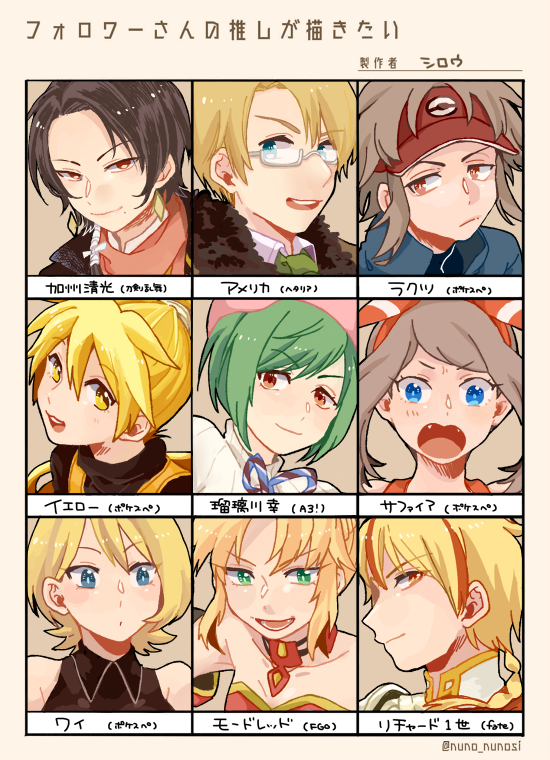 フォロワーさんの推しが描きたい
製作者 シロウ
加州清光 (刀剣乱舞)
アメリカ (ヘタリア)
ラクツ (ポケスペ)
イエロー (ポケスペ)
瑠璃川幸 (A3!)
サファイア (ポケスペ)
ワイ (ポケスペ)
モードレッド (FGO)
リチャード1世 (fate)
@nuno_nunosi